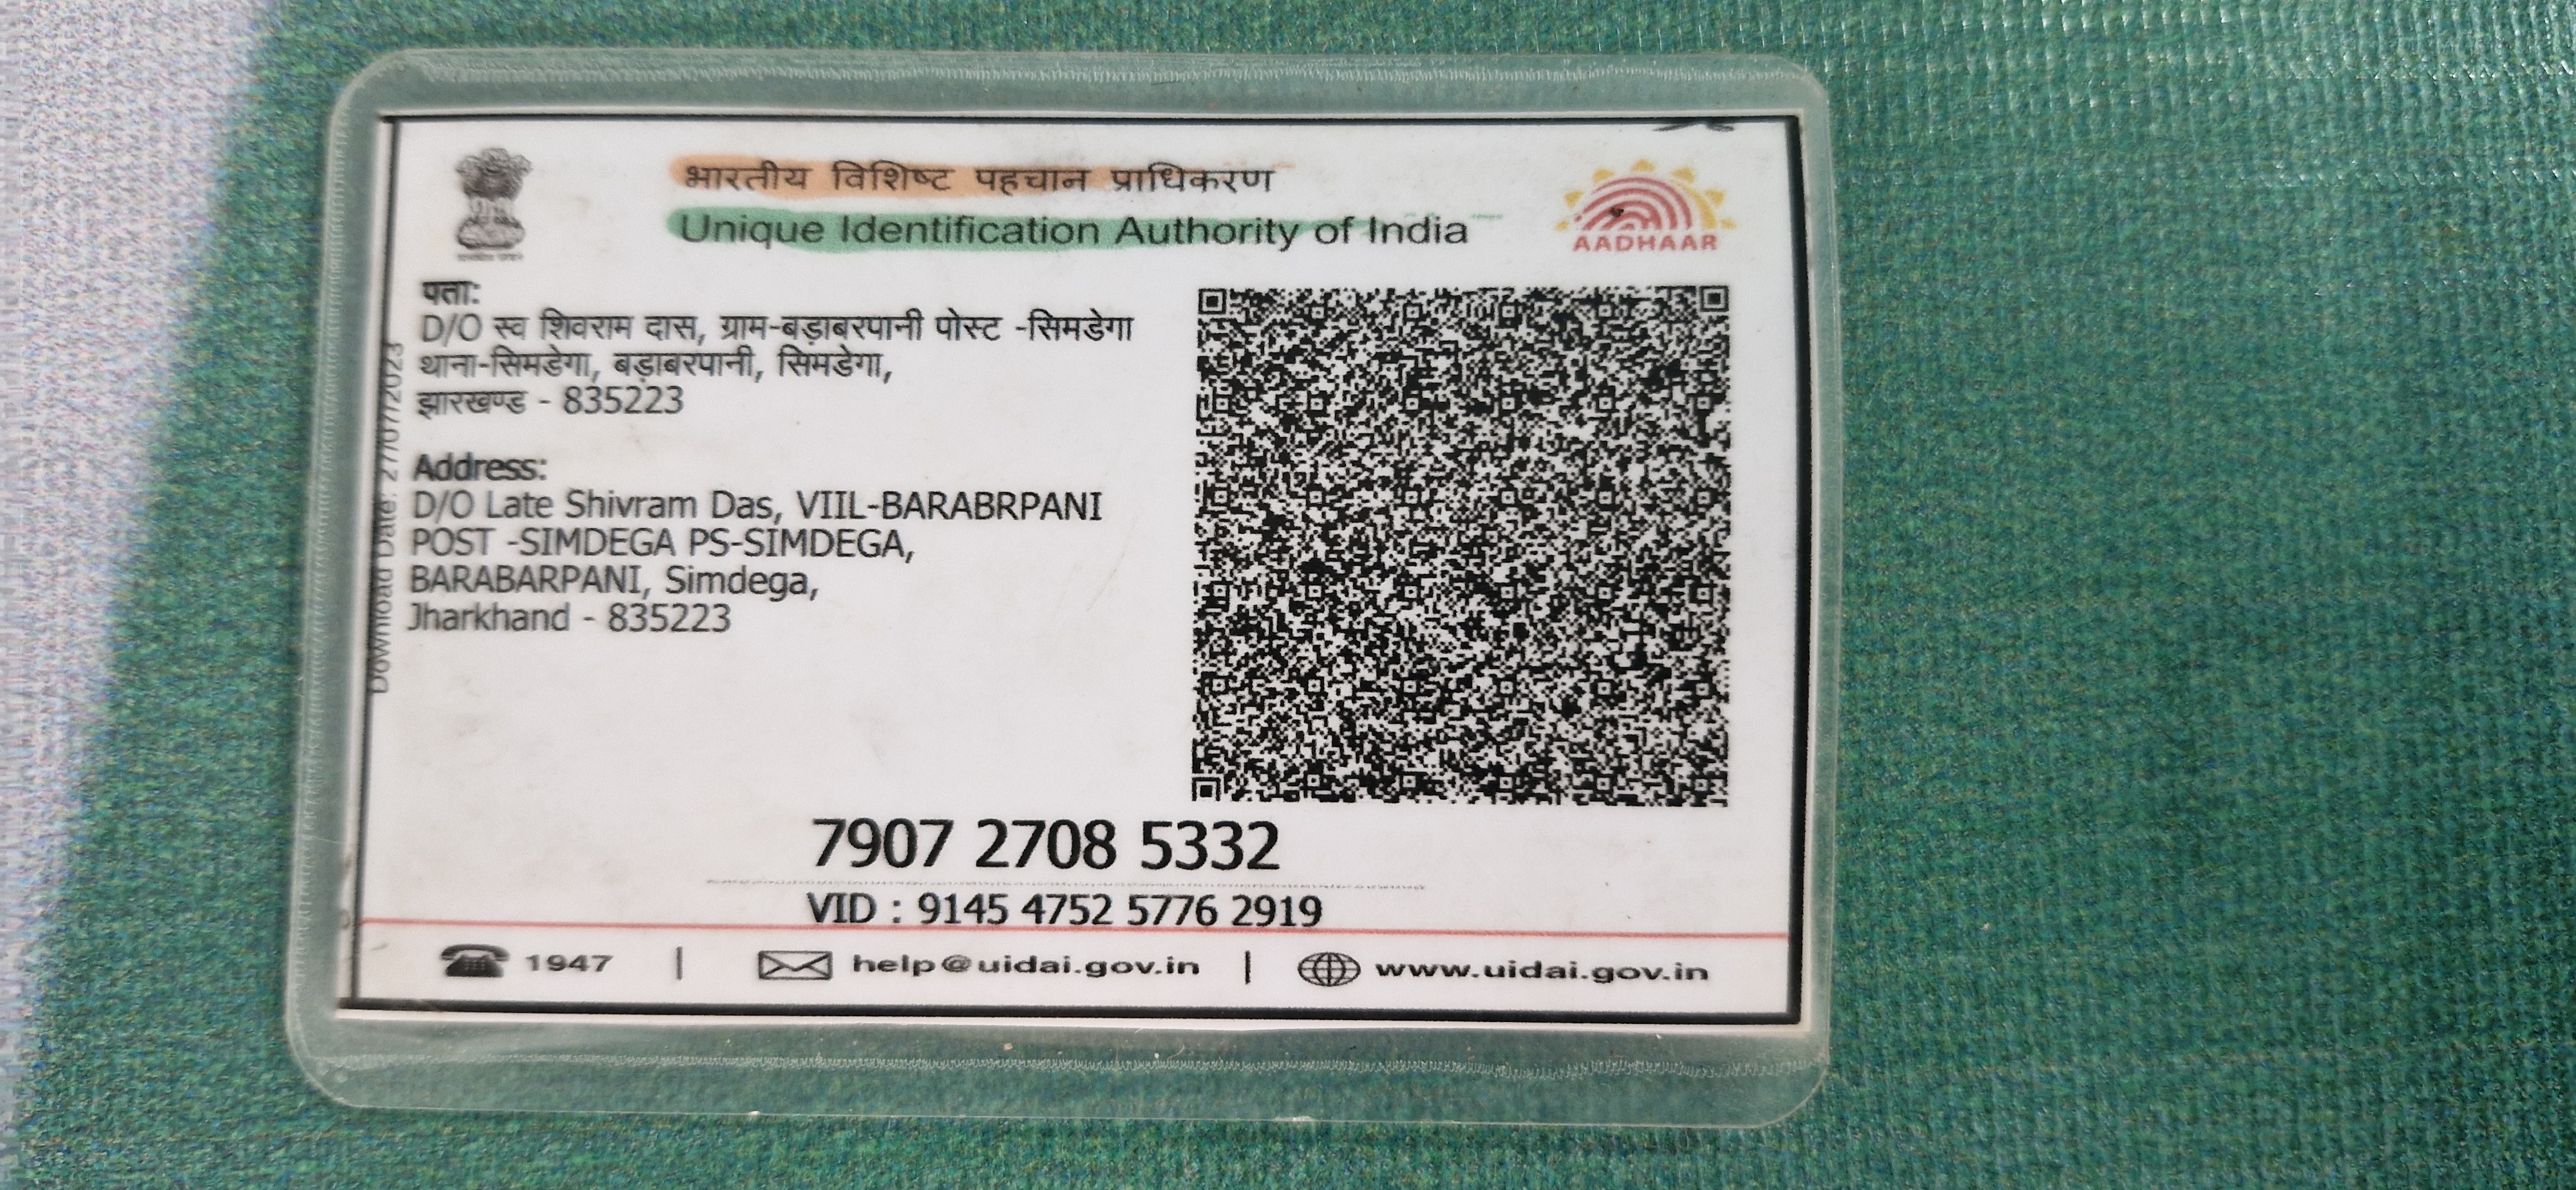 भारतीय विशिष्ट पहचान प्राधिकरण
Unique Identification Authority of India
AADHAAR
पता:
D/O स्व शिवराम दास, ग्राम-बड़ाबरपानी पोस्ट -सिमडेगा
थाना-सिमडेगा, बड़ाबरपानी, सिमडेगा,
झारखण्ड - 835223
Address:
D/O Late Shivram Das, VIIL-BARABRPANI
POST -SIMDEGA PS-SIMDEGA,
BARABARPANI, Simdega,
Jharkhand - 835223
Download Date: 27/07/2023
7907 2708 5332
VID : 9145 4752 5776 2919
1947 | help@uidai.gov.in | www.uidai.gov.in